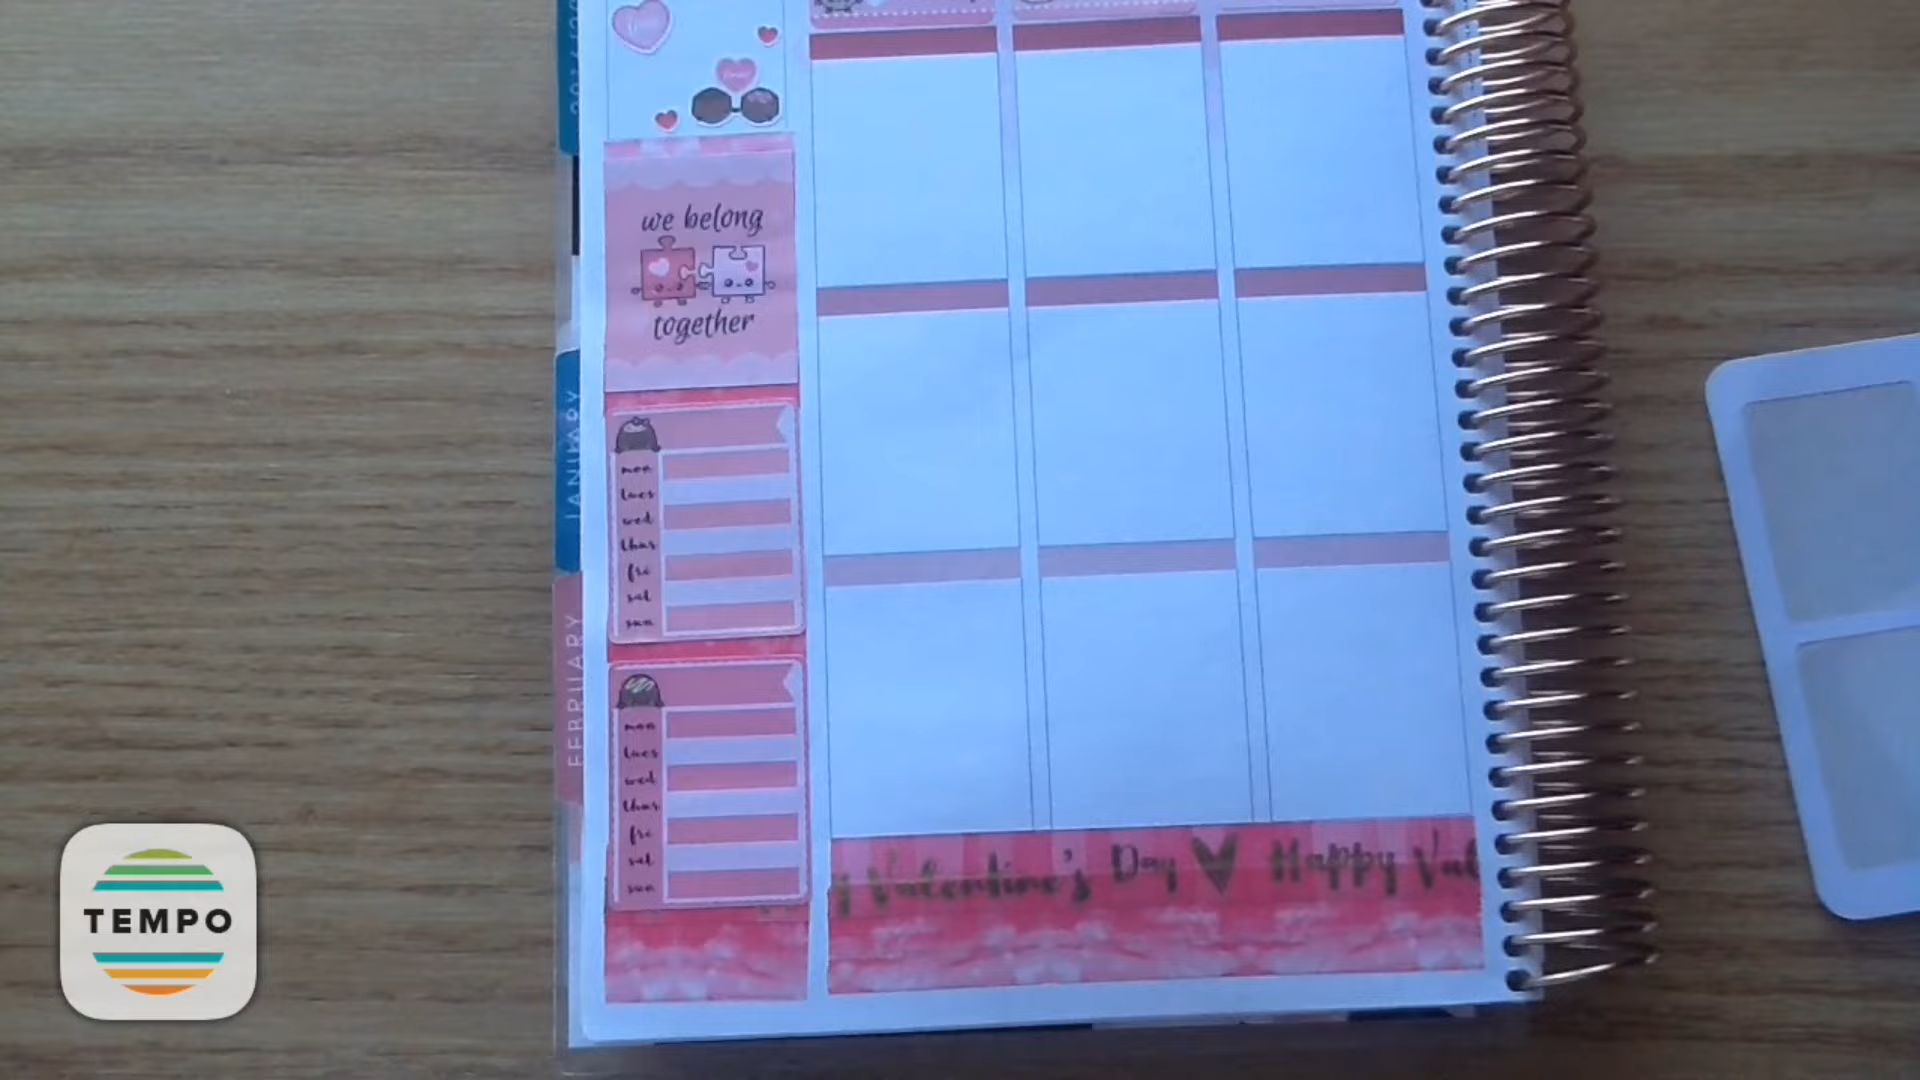 we belong
together
mon
tues
wed
thur
fri
sat
sun
mon
tues
wed
thur
fri
sat
sun
JANUARY
FEBRUARY
Valentine's Day Happy Val
TEMPO